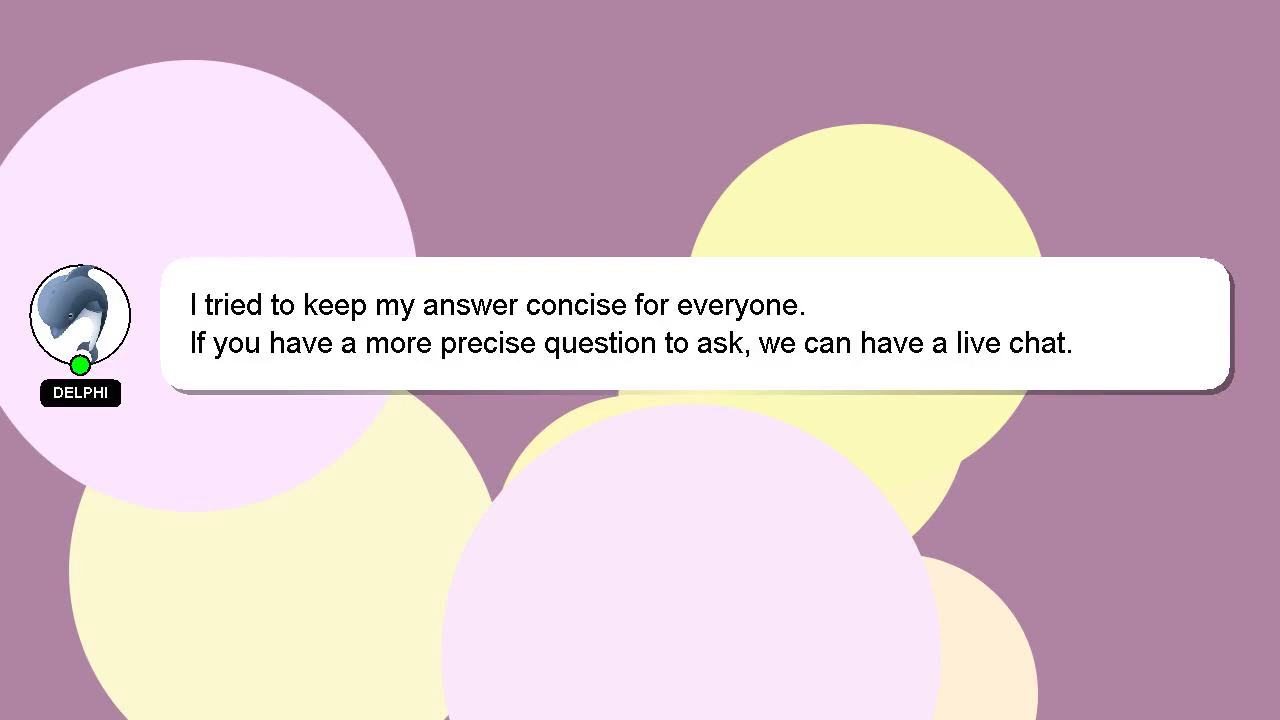 I tried to keep my answer concise for everyone.
If you have a more precise question to ask, we can have a live chat.
DELPHI